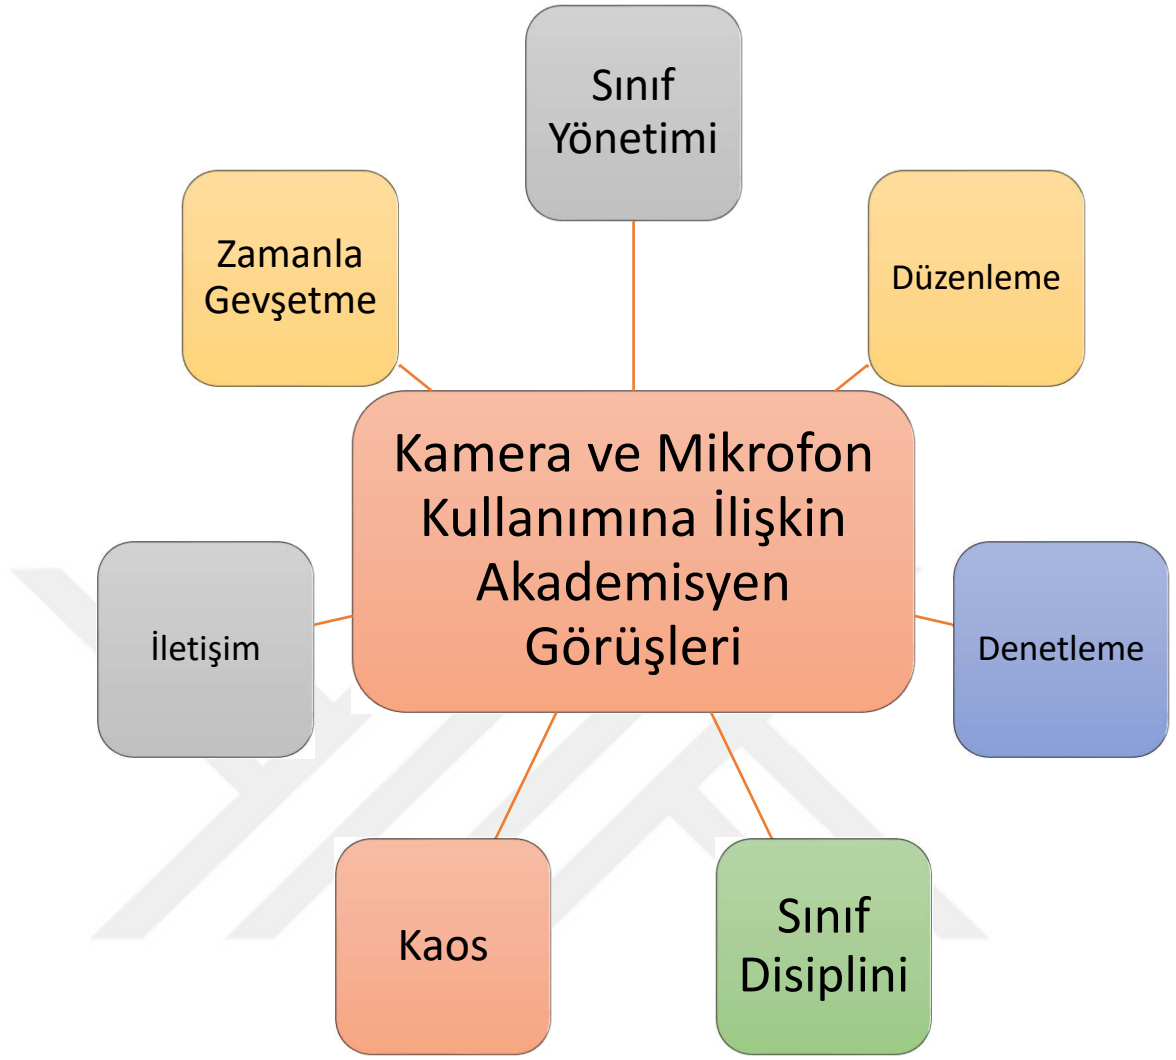 Sınıf
Yönetimi
Zamanla
Gevşetme
Düzenleme
Kamera ve Mikrofon
Kullanımına İlişkin
Akademisyen
Görüşleri
İletişim
Denetleme
Kaos
Sınıf
Disiplini